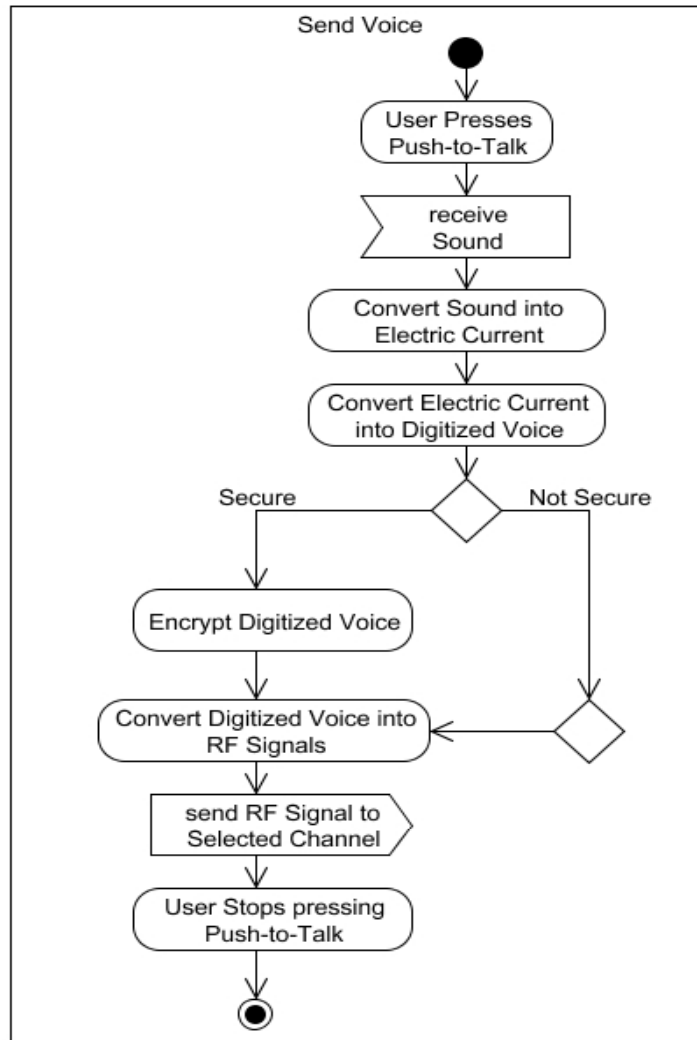 Send Voice
User Presses
Push-to-Talk
receive
Sound
Convert Sound into
Electric Current
Convert Electric Current
into Digitized Voice
Secure
Not Secure
Encrypt Digitized Voice
Convert Digitized Voice into
RF Signals
send RF Signal to
Selected Channel
User Stops pressing
Push-to-Talk